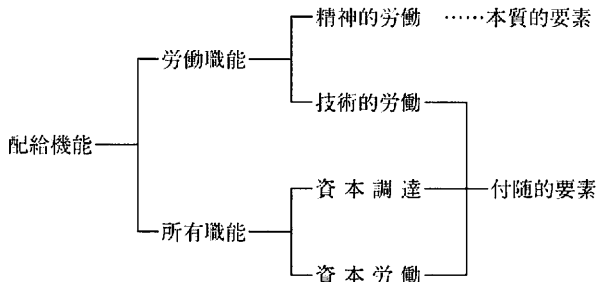 精神的労働 ……本質的要素
労働職能
技術的労働
配給機能
資本調達 付随的要素
所有職能
資本労働